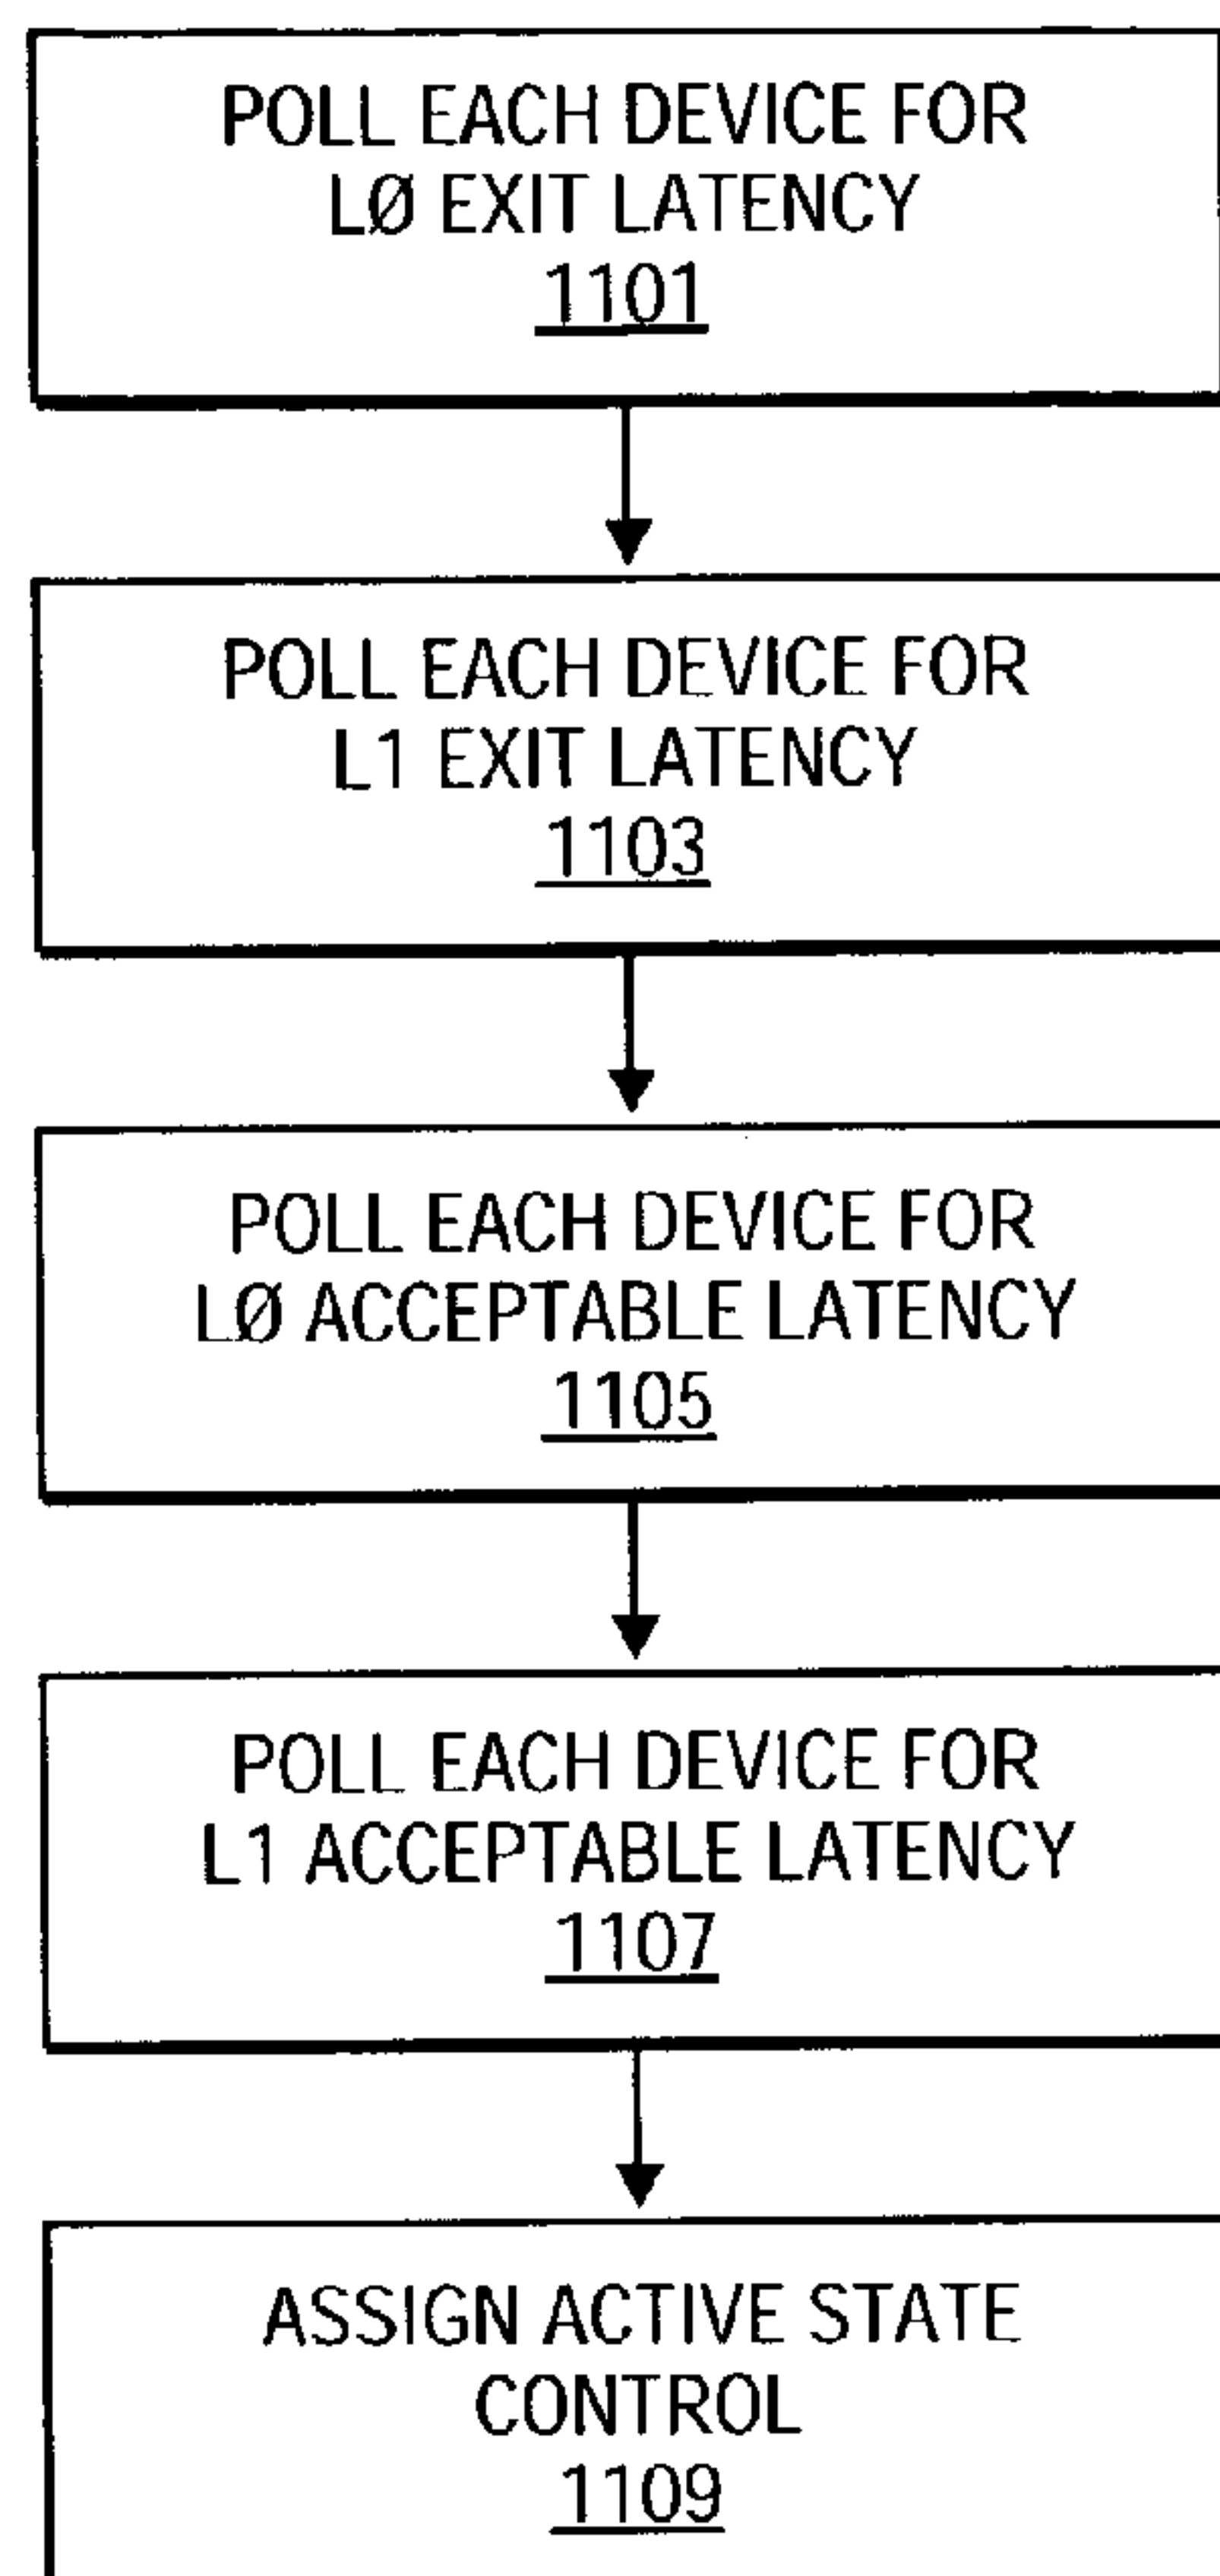 POLL EACH DEVICE FOR
LØ EXIT LATENCY
1101
POLL EACH DEVICE FOR
L1 EXIT LATENCY
1103
POLL EACH DEVICE FOR
LØ ACCEPTABLE LATENCY
1105
POLL EACH DEVICE FOR
L1 ACCEPTABLE LATENCY
1107
ASSIGN ACTIVE STATE
CONTROL
1109